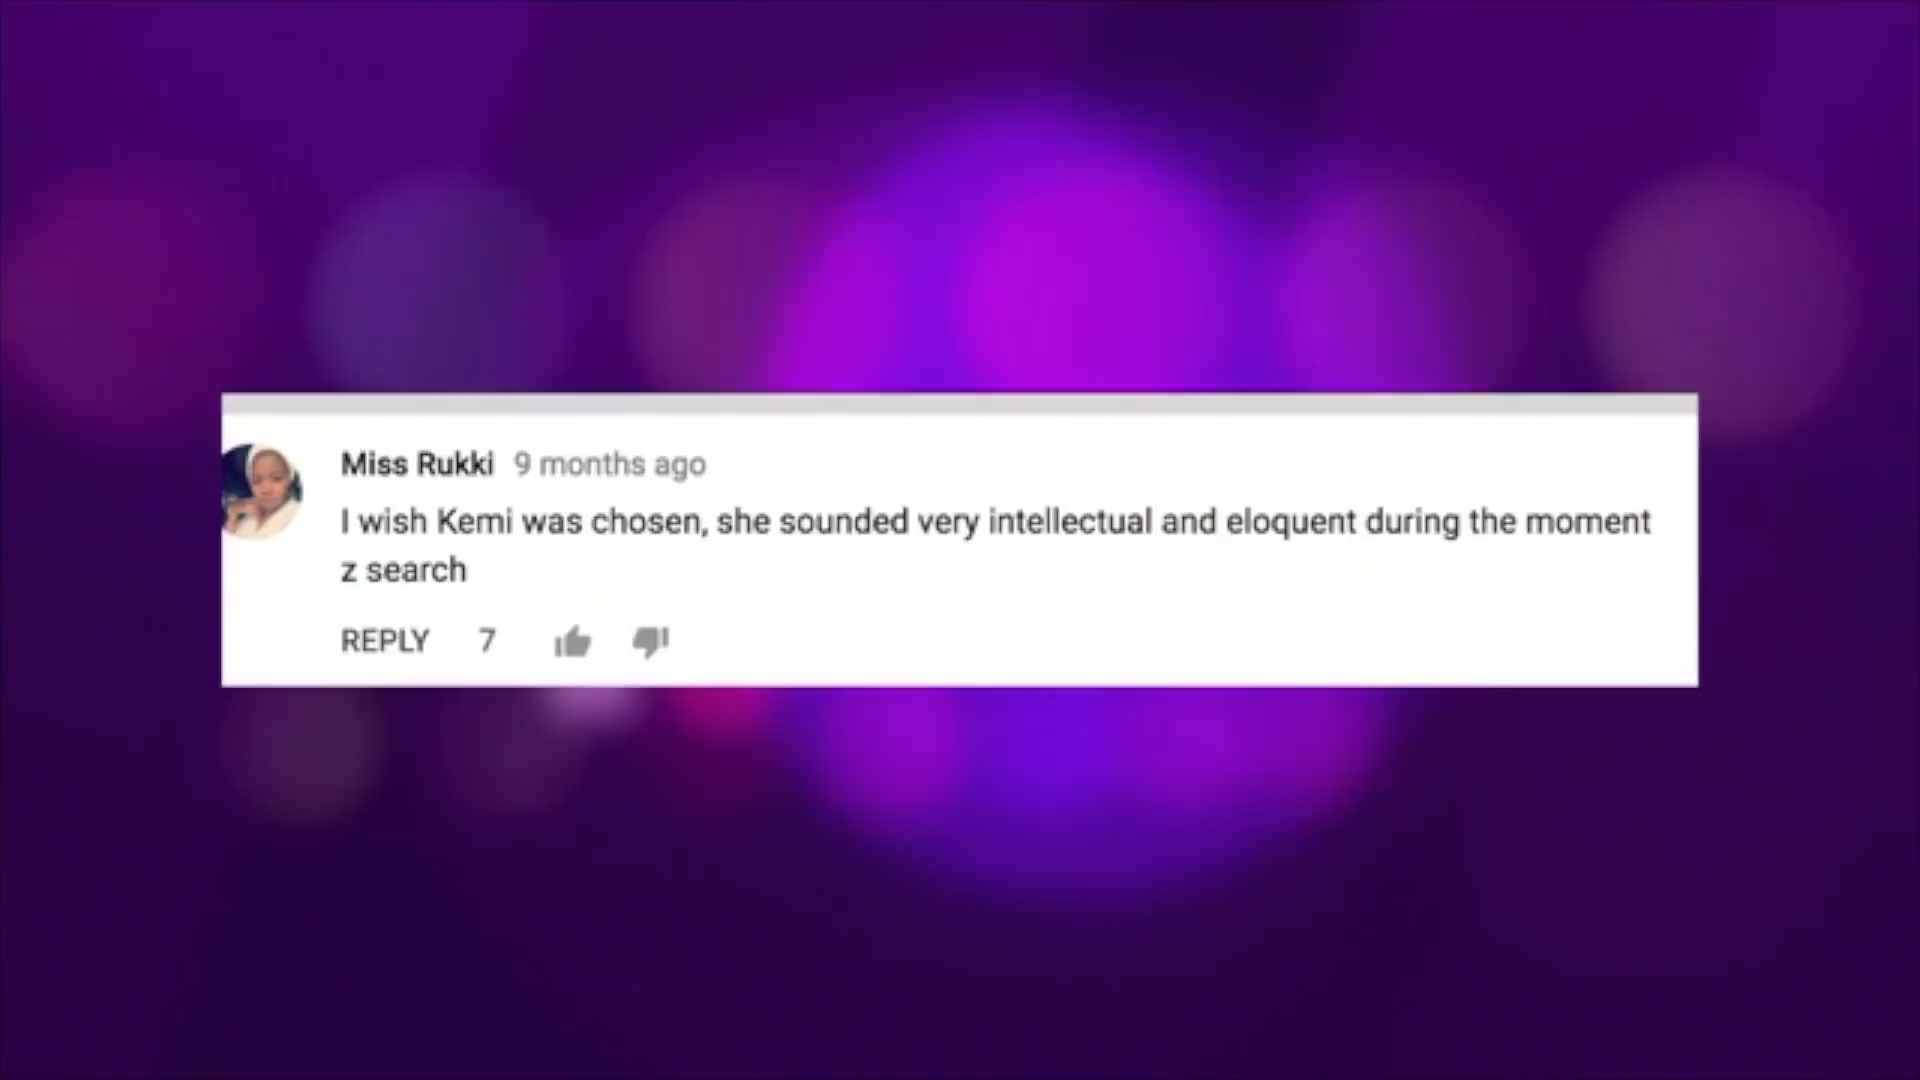 Miss Rukki 9 months ago
I wish Kemi was chosen, she sounded very intellectual and eloquent during the moment
z search
REPLY 7